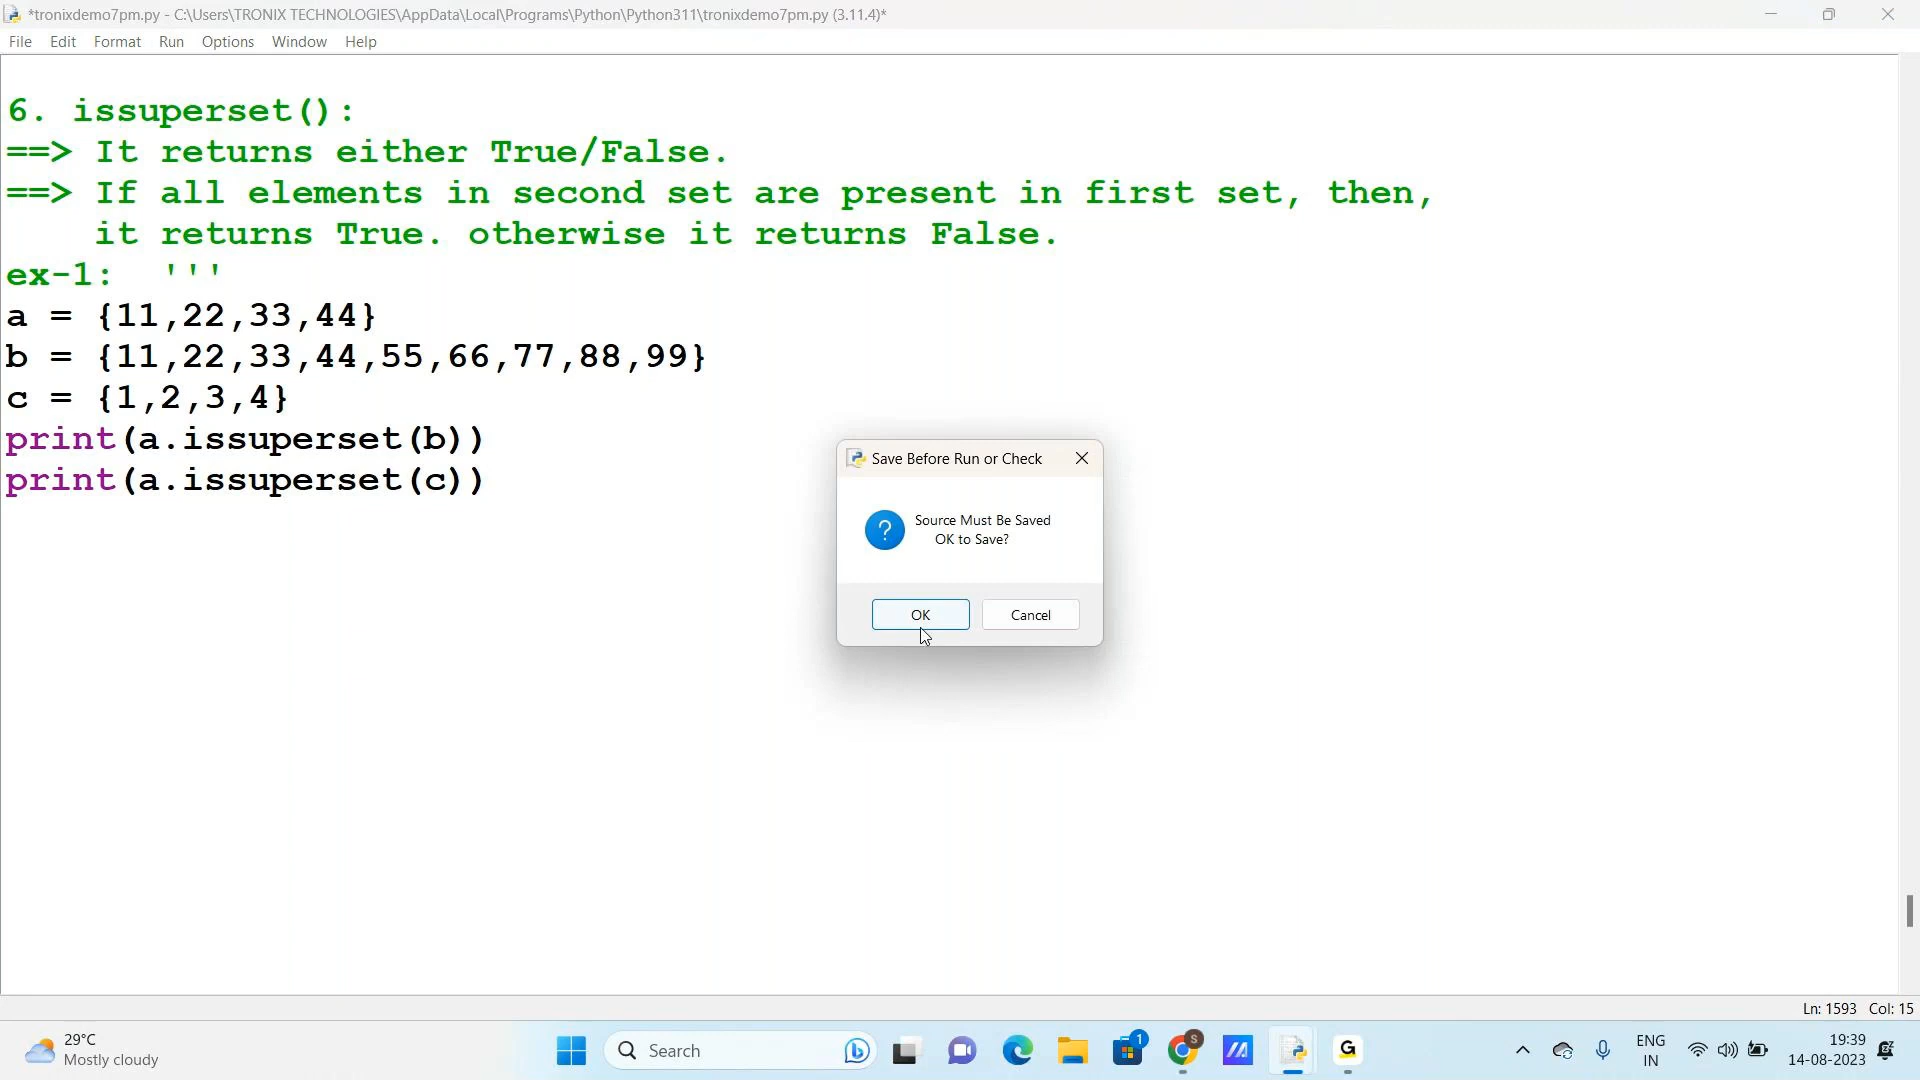 *tronixdemo7pm.py - C:\Users\TRONIX TECHNOLOGIES\AppData\Local\Programs\Python\Python311\tronixdemo7pm.py (3.11.4)*
File Edit Format Run Options Window Help
6. issuperset():
==> It returns either True/False.
==> If all elements in second set are present in first set, then,
it returns True. otherwise it returns False.
ex-1: '''
a = {11,22,33,44}
b = {11,22,33,44,55,66,77,88,99}
c = {1,2,3,4}
print(a.issuperset(b))
print(a.issuperset(c))
Save Before Run or Check
Source Must Be Saved
OK to Save?
OK Cancel
Ln: 1593 Col: 15
29°C
Mostly cloudy
Search
1
S
G
ENG
IN
19:39
14-08-2023